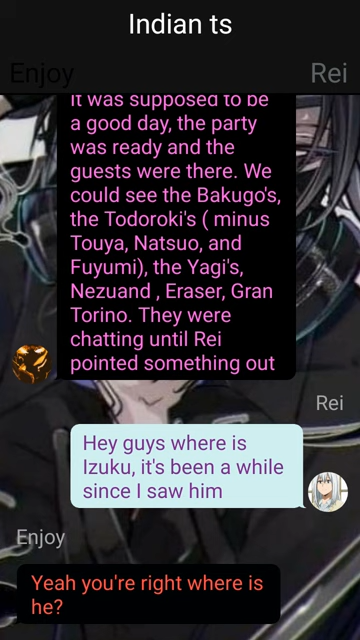 Indian ts
Enjoy
Rei
It was supposed to be
a good day, the party
was ready and the
guests were there. We
could see the Bakugo's,
the Todoroki's ( minus
Touya, Natsuo, and
Fuyumi), the Yagi's,
Nezuand , Eraser, Gran
Torino. They were
chatting until Rei
pointed something out
Rei
Hey guys where is
Izuku, it's been a while
since I saw him
Enjoy
Yeah you're right where is
he?